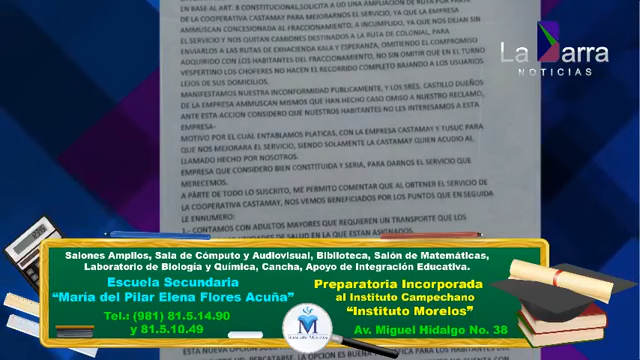 EN BASE AL ART. 8 CONSTITUCIONAL,SOLICITA A UD UNA AMPLIACION DE RUTA POR PARTE
DE LA COOPERATIVA CASTAMAY PARA MEJORARNOS EL SERVICIO, YA QUE LA EMPRESA
AMMUSCAN CONCESIONADA AL FRACCIONAMIENTO, A INCUMPLIDO, YA QUE NOS DEJAN SIN
EL SERVICIO Y NOS QUITAN CAMIONES DESTINADOS A LA RUTA DE COLONIAL, PARA
ENVIARLOS A LAS RUTAS DE EXHACIENDA KALA Y ESPERANZA, OMITIENDO EL COMPROMISO
ADQUIRIDO CON LOS HABITANTES DEL FRACCIONAMIENTO, NO SIN OMITIR QUE EN EL TURNO
VESPERTINO LOS CHOFERES NO HACEN EL RECORRIDO COMPLETO BAJANDO A LOS USUARIOS
LEJOS DE SUS DOMICILIOS.
MANIFESTAMOS NUESTRA INCONFORMIDAD PUBLICAMENTE, Y LOS SRES. CASTILLO DUEÑOS
DE LA EMPRESA AMMUSCAN MISMOS QUE HAN HECHO CASO OMISO A NUESTRO RECLAMO,
ANTE ESTA ACCION CONSIDERO QUE NUESTROS HABITANTES NO LES INTERESAMOS A ESTA
EMPRESA-
MOTIVO POR EL CUAL ENTABLAMOS PLATICAS, CON LA EMPRESA CASTAMAY Y TUSUC PARA
QUE NOS MEJORARA EL SERVICIO, SIENDO SOLAMENTE LA CASTAMAY QUIEN ACUDIO AL
LLAMADO HECHO POR NOSOTROS.
EMPRESA QUE CONSIDERO BIEN CONSTITUIDA Y SERIA, PARA DARNOS EL SERVICIO QUE
MERECEMOS.
A PARTE DE TODO LO SUSCRITO, ME PERMITO COMENTAR QUE AL OBTENER EL SERVICIO DE
LA COOPERATIVA CASTAMAY, NOS VEMOS BENEFICIADOS POR LOS PUNTOS QUE EN SEGUIDA
LE ENNUMERO:
1.- CONTAMOS CON ADULTOS MAYORES QUE REQUIEREN UN TRANSPORTE QUE LOS
UNIDADES DE SALUD EN LA QUE ESTAN ASIGNADOS.
La Barra
NOTICIAS
Salones Amplios, Sala de Cómputo y Audiovisual, Biblioteca, Salón de Matemáticas,
Laboratorio de Biología y Química, Cancha, Apoyo de Integración Educativa.
Escuela Secundaria
"María del Pilar Elena Flores Acuña"
Tel.: (981) 81.5.14.90
y 81.5.10.49
Preparatoria Incorporada
al Instituto Campechano
"Instituto Morelos"
Av. Miguel Hidalgo No. 38
M